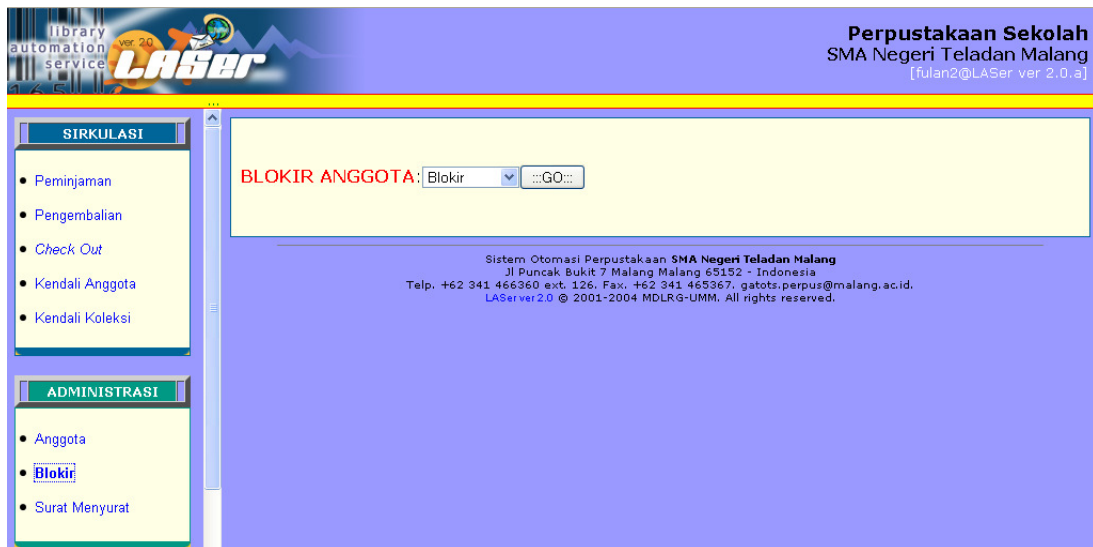 library
automation
service
ver. 2.0
LASer
1 6 5
Perpustakaan Sekolah
SMA Negeri Teladan Malang
[fulan2@LASer ver 2.0.a]
...
SIRKULASI
Peminjaman
Pengembalian
Check Out
Kendali Anggota
Kendali Koleksi
ADMINISTRASI
Anggota
Blokir
Surat Menyurat
BLOKIR ANGGOTA: Blokir :::GO:::
Sistem Otomasi Perpustakaan SMA Negeri Teladan Malang
Jl Puncak Bukit 7 Malang Malang 65152 - Indonesia
Telp. +62 341 466360 ext. 126. Fax. +62 341 465367. gatots.perpus@malang.ac.id.
LASer ver 2.0 @ 2001-2004 MDLRG-UMM. All rights reserved.